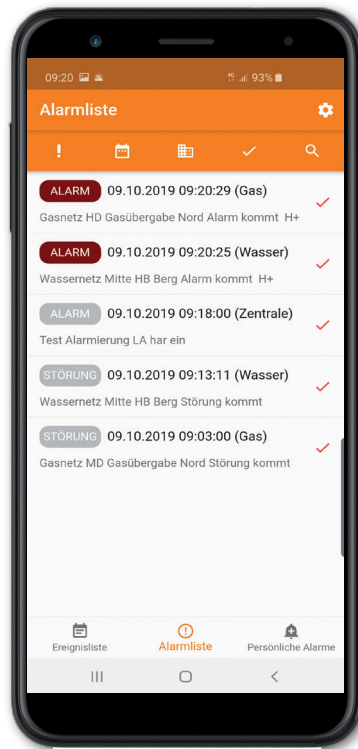 09:20 93%
Alarmliste
ALARM 09.10.2019 09:20:29 (Gas)
Gasnetz HD Gasübergabe Nord Alarm kommt H+
ALARM 09.10.2019 09:20:25 (Wasser)
Wassernetz Mitte HB Berg Alarm kommt H+
ALARM 09.10.2019 09:18:00 (Zentrale)
Test Alarmierung LA har ein
STÖRUNG 09.10.2019 09:13:11 (Wasser)
Wassernetz Mitte HB Berg Störung kommt
STÖRUNG 09.10.2019 09:03:00 (Gas)
Gasnetz MD Gasübergabe Nord Störung kommt
Ereignisliste Alarmliste Persönliche Alarme